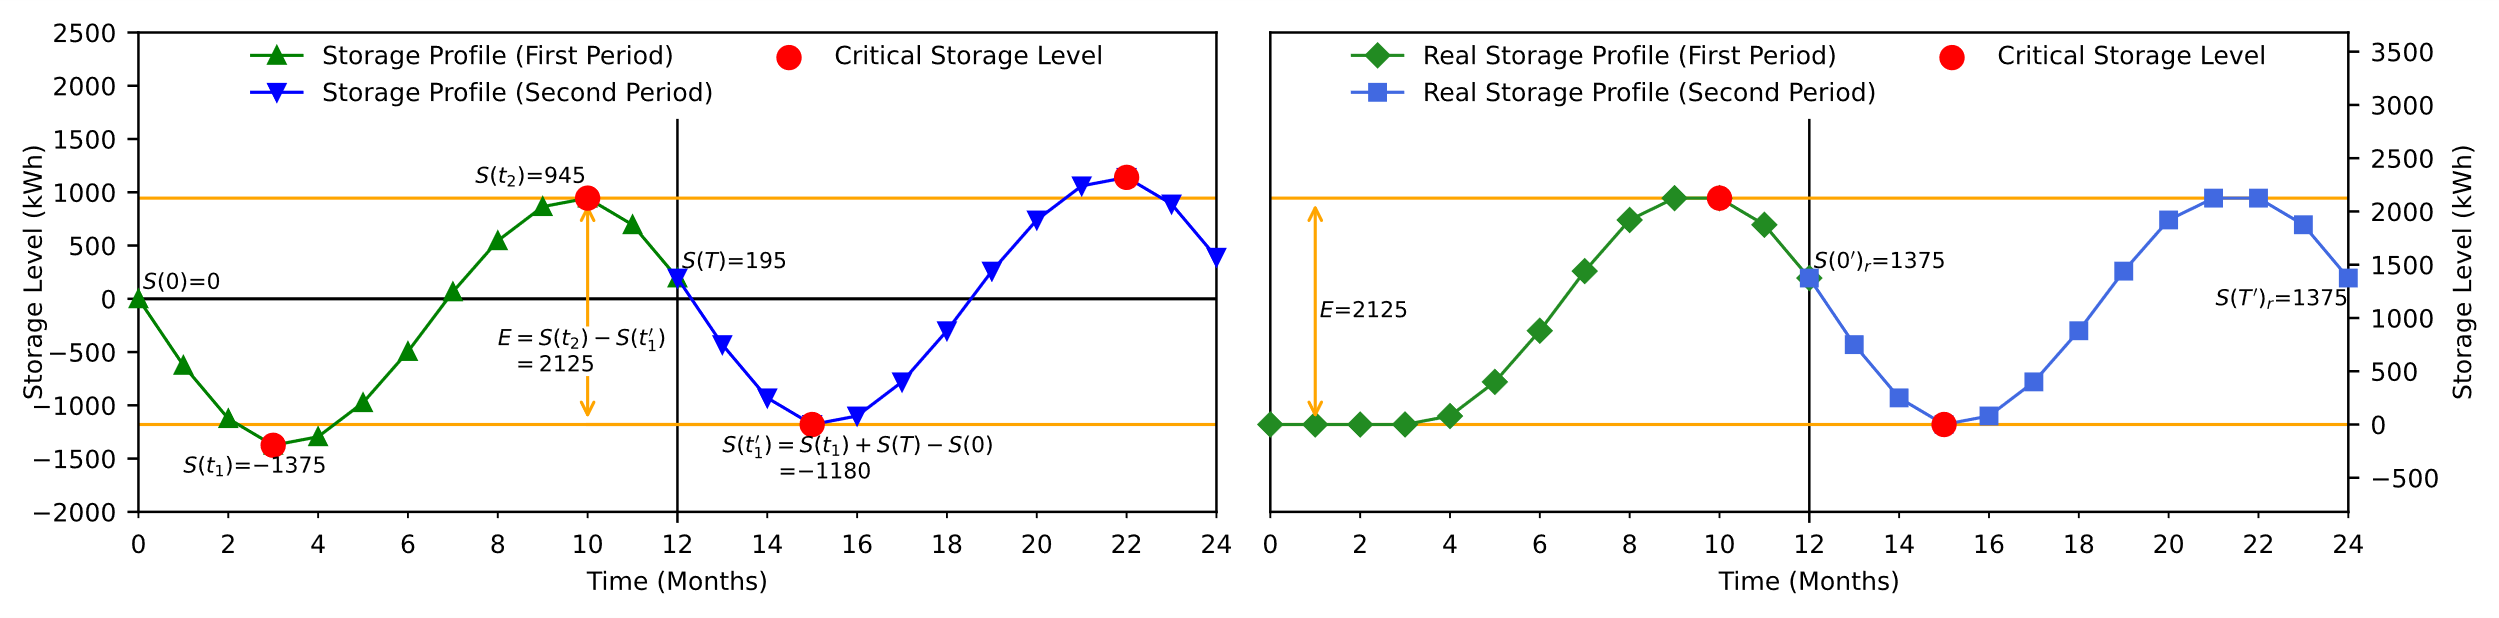 2500
2000
1500
1000
500
0
−500
−1000
−1500
−2000
Storage Level (kWh)
Storage Profile (First Period)
Storage Profile (Second Period)
Critical Storage Level
S(t₂)=945
S(T)=195
S(0)=0
E = S(t₂) − S(t₁′)
= 2125
S(t₁)=−1375
S(t₁′) = S(t₁) + S(T) − S(0)
=−1180
0 2 4 6 8 10 12 14 16 18 20 22 24
Time (Months)
Real Storage Profile (First Period)
Real Storage Profile (Second Period)
Critical Storage Level
S(0′)ᵣ=1375
S(T′)ᵣ=1375
E=2125
0 2 4 6 8 10 12 14 16 18 20 22 24
Time (Months)
3500
3000
2500
2000
1500
1000
500
0
−500
Storage Level (kWh)